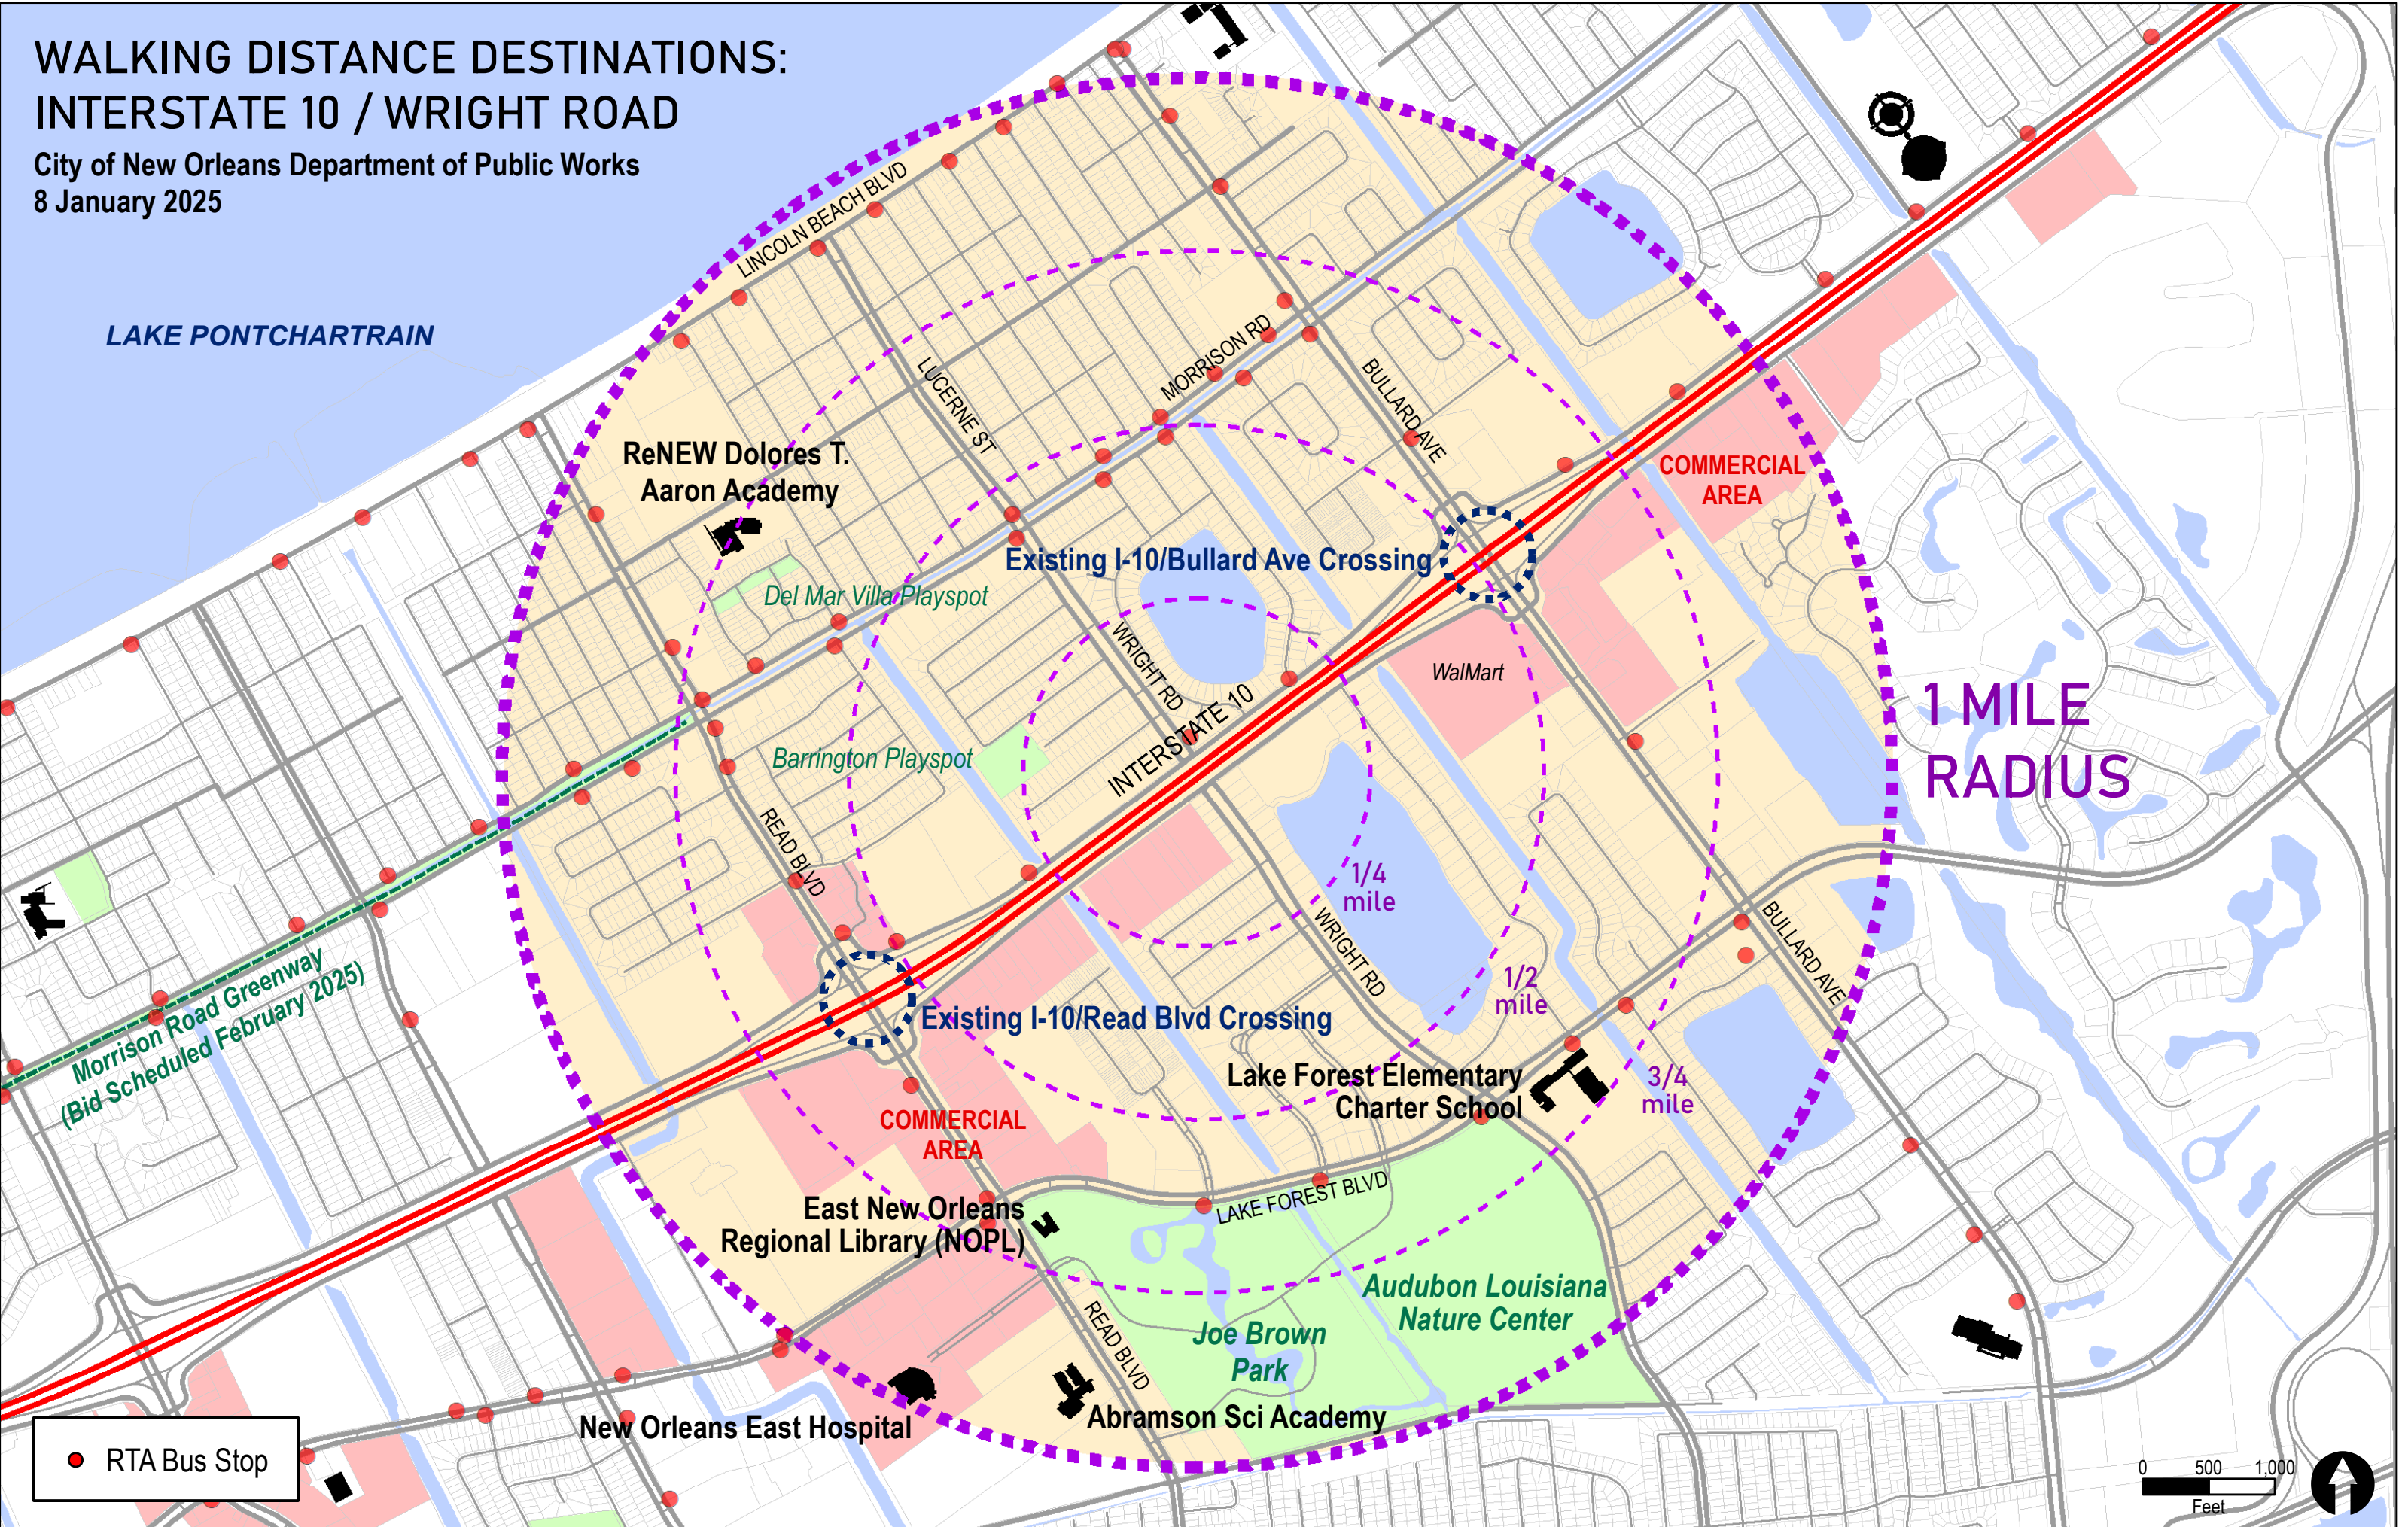 WALKING DISTANCE DESTINATIONS:
INTERSTATE 10 / WRIGHT ROAD
City of New Orleans Department of Public Works
8 January 2025
LINCOLN BEACH BLVD
LAKE PONTCHARTRAIN
MORRISON RD
LUCERNE ST
BULLARD AVE
ReNEW Dolores T.
Aaron Academy
COMMERCIAL
AREA
Existing I-10/Bullard Ave Crossing
Del Mar Villa Playspot
WRIGHT RD
WalMart
INTERSTATE 10
1 MILE
RADIUS
Barrington Playspot
READ BLVD
1/4
mile
WRIGHT RD
BULLARD AVE
1/2
mile
Morrison Road Greenway
(Bid Scheduled February 2025)
Existing I-10/Read Blvd Crossing
Lake Forest Elementary
Charter School
3/4
mile
COMMERCIAL
AREA
LAKE FOREST BLVD
East New Orleans
Regional Library (NOPL)
Audubon Louisiana
Nature Center
READ BLVD
Joe Brown
Park
New Orleans East Hospital
Abramson Sci Academy
RTA Bus Stop
0 500 1,000
Feet